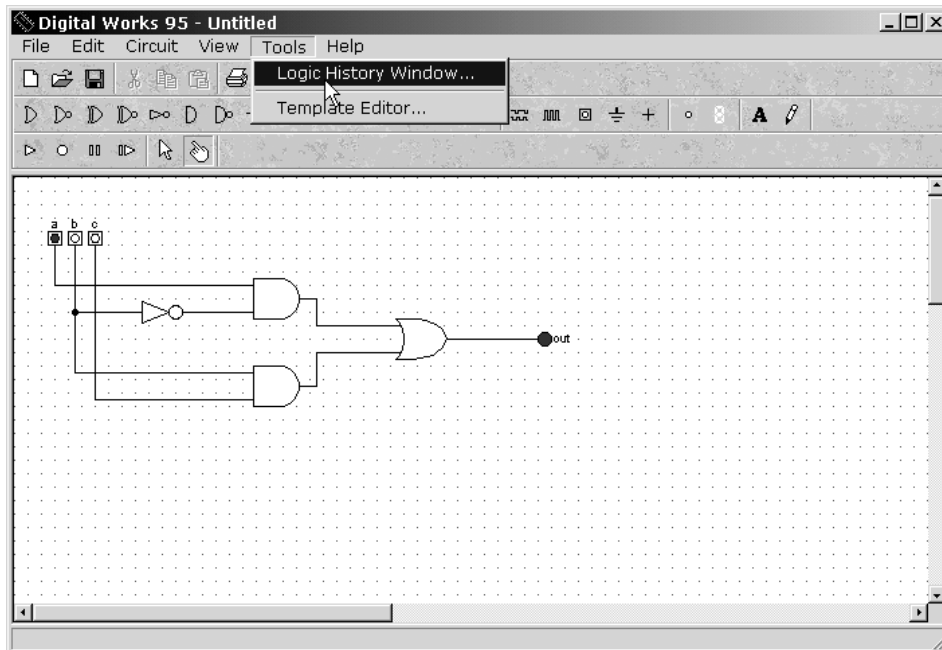 Digital Works 95 - Untitled
File Edit Circuit View Tools Help
Logic History Window...
Template Editor...
A
a b c
out